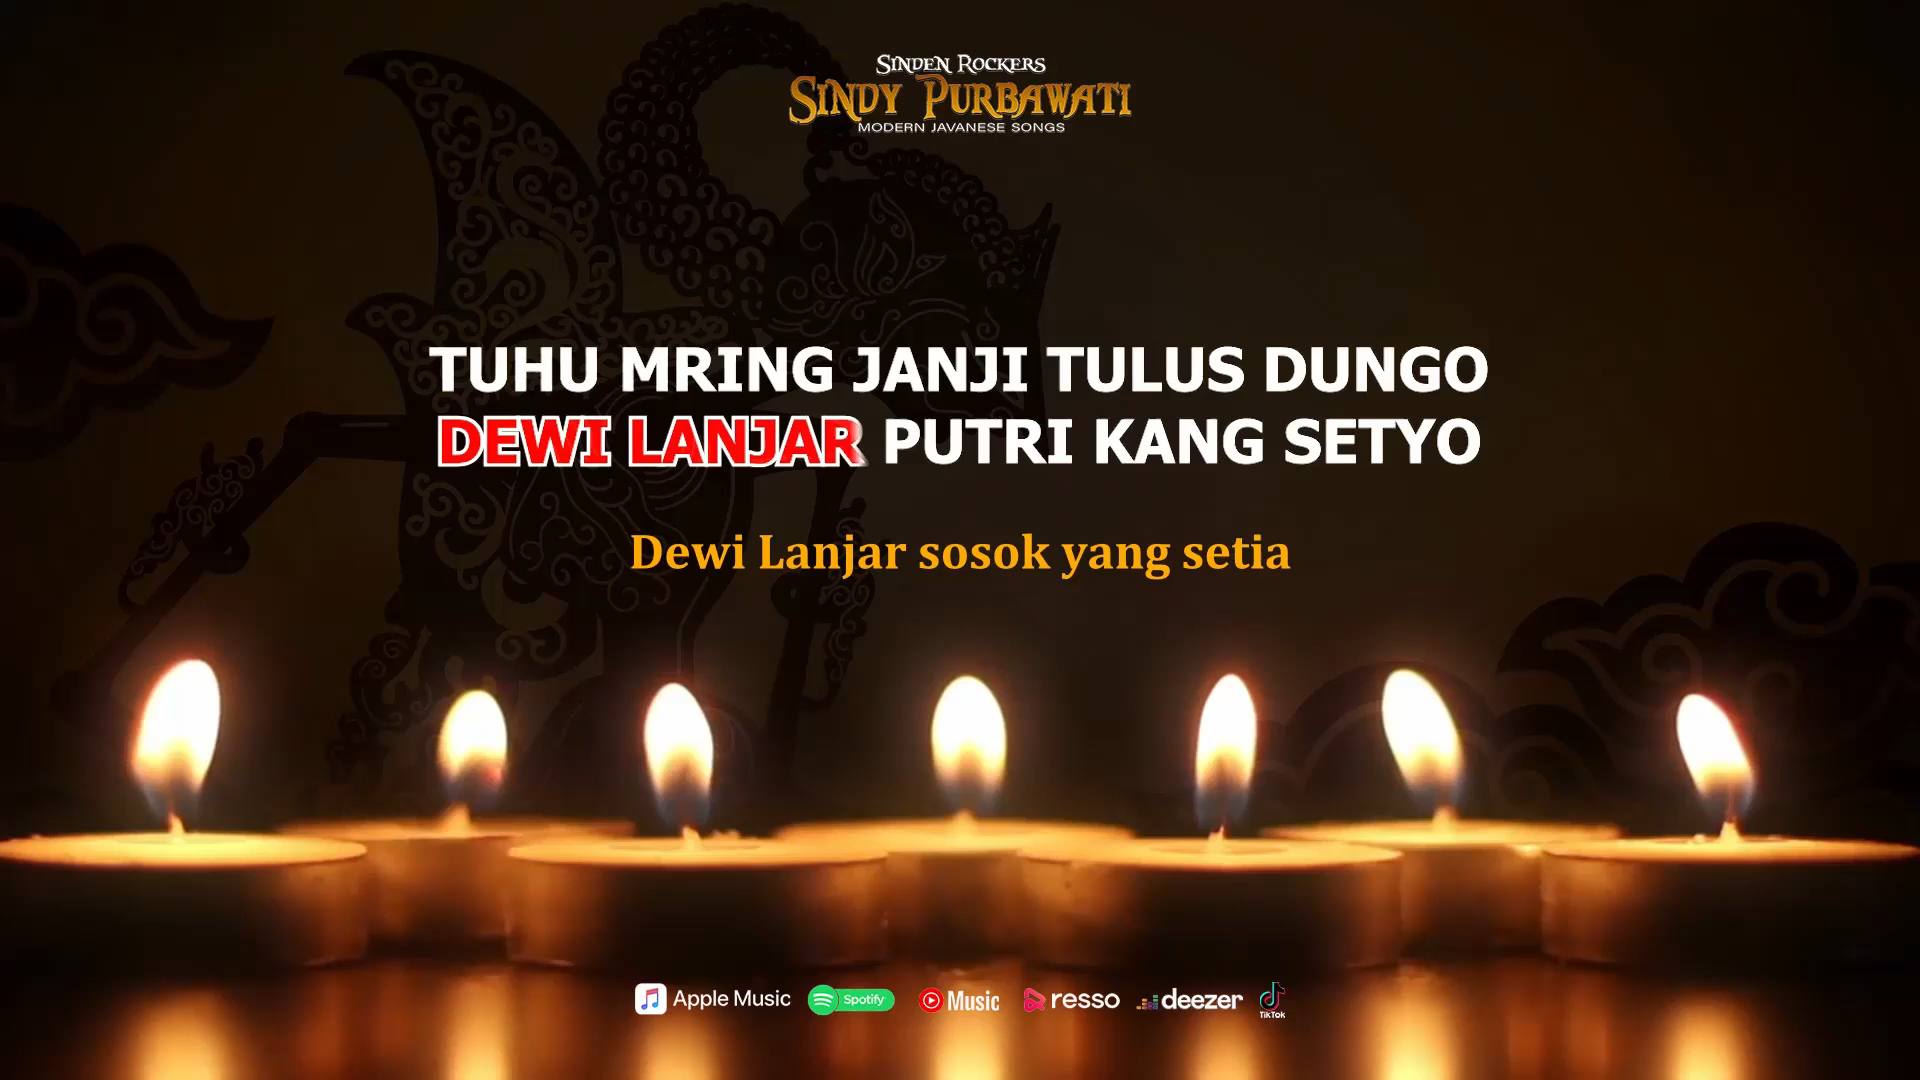 SINDEN ROCKERS
SINDY PURBAWATI
MODERN JAVANESE SONGS
TUHU MRING JANJI TULUS DUNGO
DEWI LANJAR PUTRI KANG SETYO
Dewi Lanjar sosok yang setia
Apple Music Spotify Music resso deezer TikTok